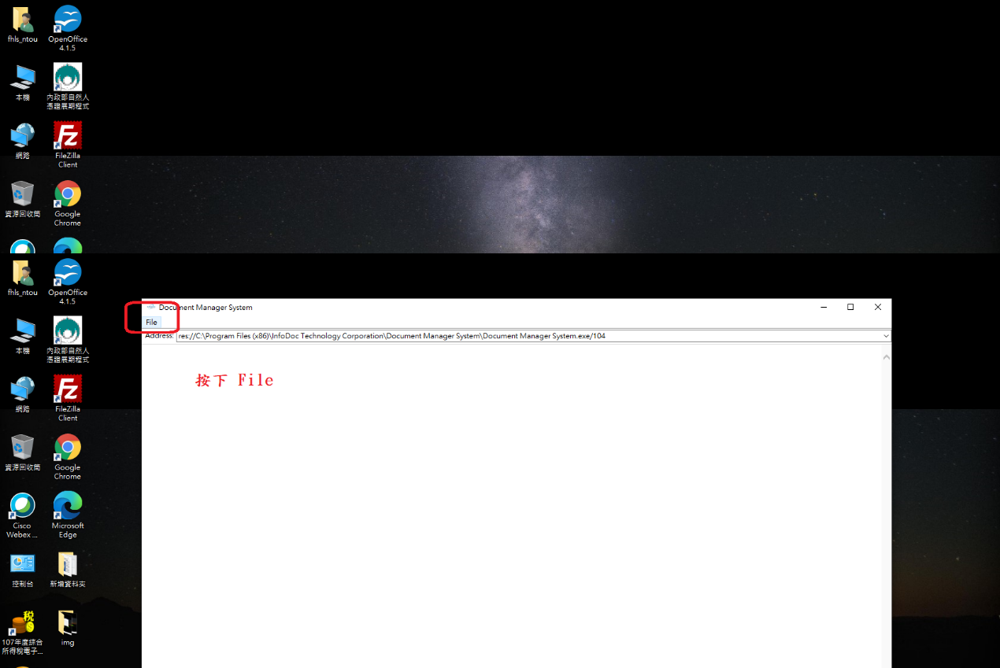 fhls_ntou
OpenOffice
4.1.5
本機
內政部自然人
憑證展期程式
網路
FileZilla
Client
資源回收筒
Google
Chrome
fhls_ntou
OpenOffice
4.1.5
Document Manager System
File
Address:
res://C:\Program Files (x86)\InfoDoc Technology Corporation\Document Manager System\Document Manager System.exe/104
本機
內政部自然人
憑證展期程式
按下 File
網路
FileZilla
Client
資源回收筒
Google
Chrome
Cisco
Webex ...
Microsoft
Edge
控制台
新增資料夾
稅
107年度綜合
所得稅電子...
img